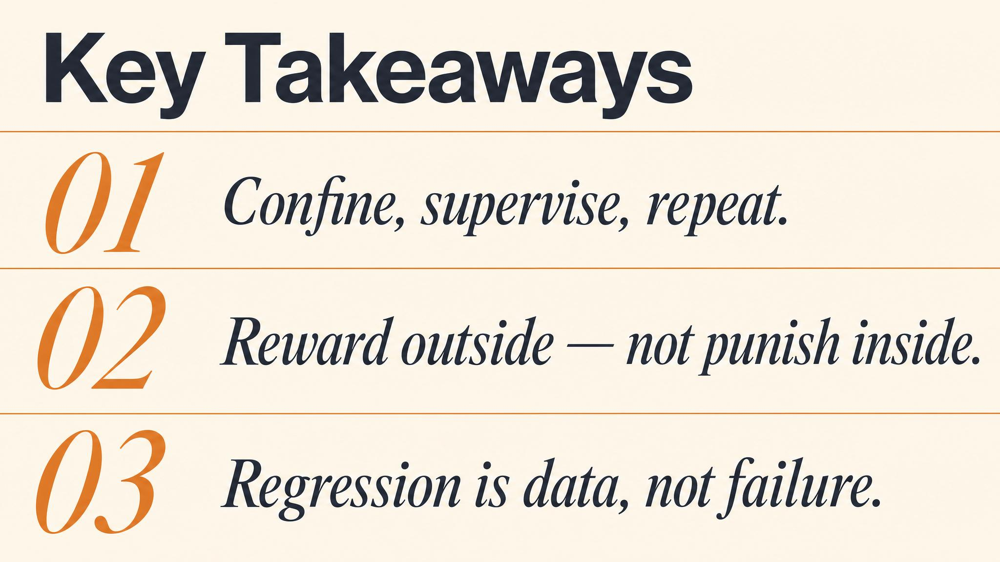 Key Takeaways
01 Confine, supervise, repeat.
02 Reward outside — not punish inside.
03 Regression is data, not failure.